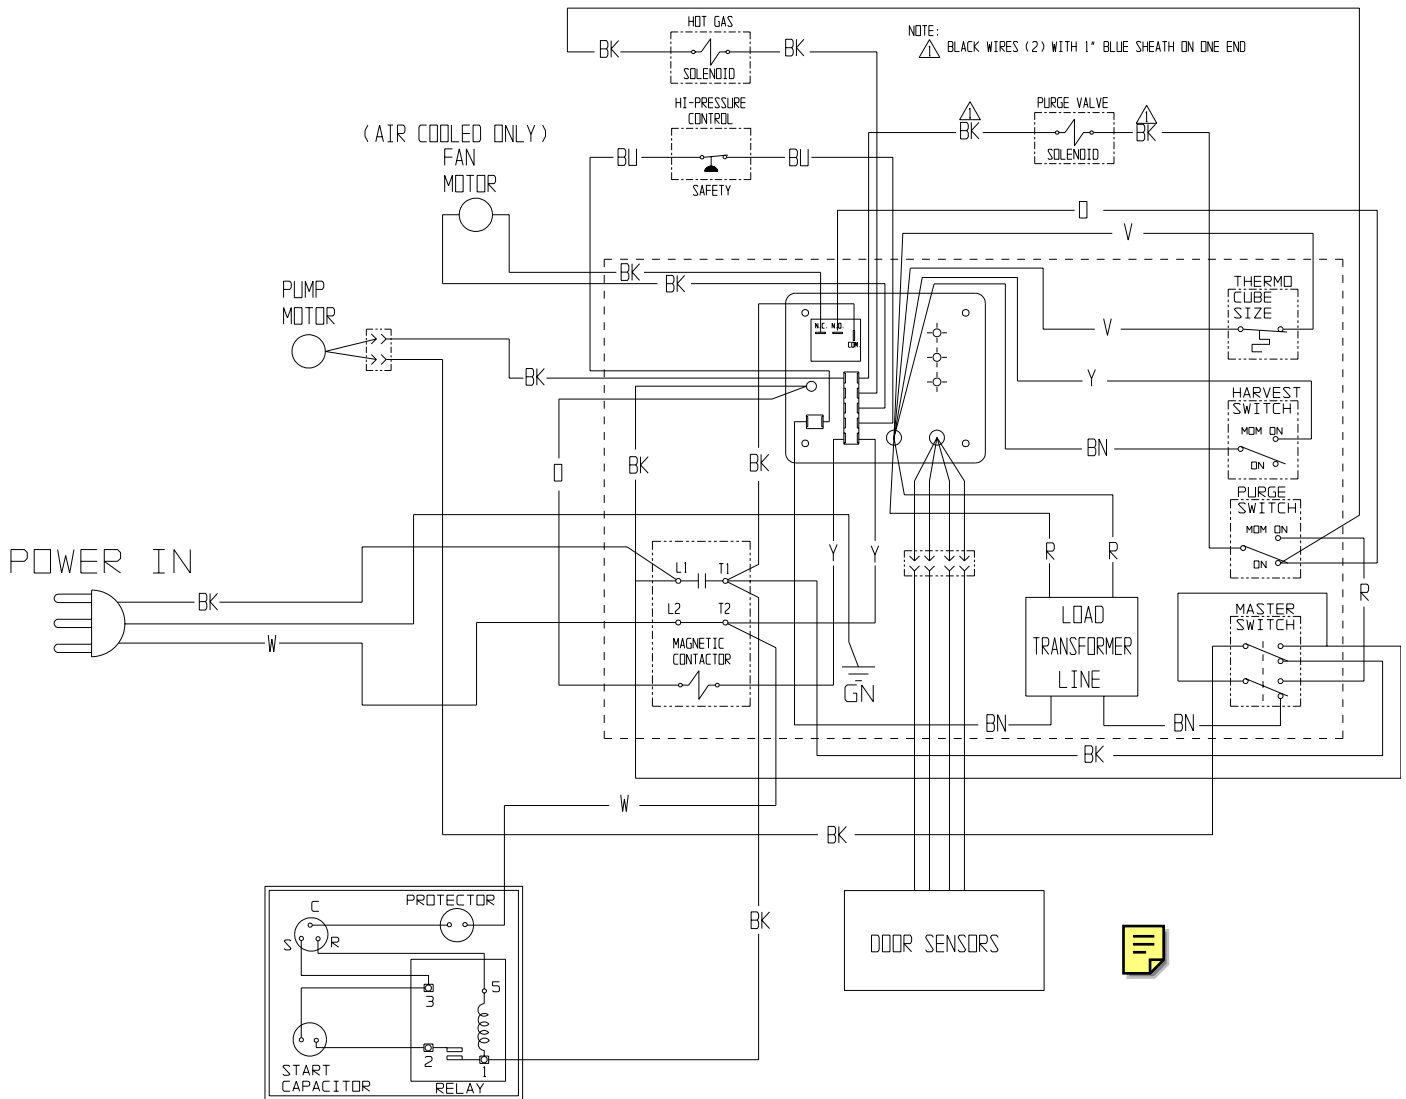 HOT GAS
BK
BK
SOLENOID
NOTE:
1 BLACK WIRES (2) WITH 1" BLUE SHEATH ON ONE END
HI-PRESSURE
CONTROL
BU
BU
SAFETY
PURGE VALVE
1
BK
1
BK
SOLENOID
(AIR COOLED ONLY)
FAN
MOTOR
O
V
BK
BK
PUMP
MOTOR
THERMO
CUBE
SIZE
N.C. N.O.
COM.
V
BK
Y
HARVEST
SWITCH
MOM ON
ON
BN
O
BK
BK
PURGE
SWITCH
MOM ON
ON
POWER IN
BK
W
L1
T1
L2
T2
MAGNETIC
CONTACTOR
Y
Y
GN
R
R
R
LOAD
TRANSFORMER
LINE
MASTER
SWITCH
BN
BN
BK
W
BK
BK
DOOR SENSORS
C
PROTECTOR
S
R
5
3
2
1
START
CAPACITOR
RELAY